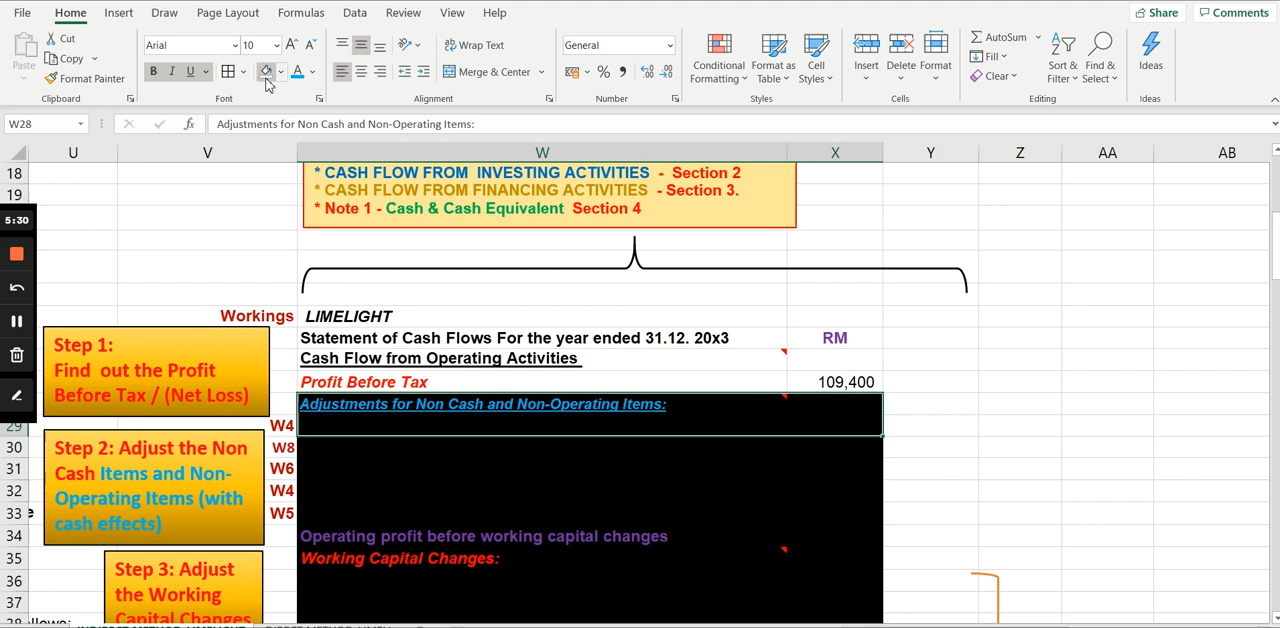 File Home Insert Draw Page Layout Formulas Data Review View Help Share Comments
Paste Cut Copy Format Painter Clipboard
Arial 10 A A B I U A Font
Wrap Text Merge & Center Alignment
General % Number
Conditional Formatting Format as Table Cell Styles Styles
Insert Delete Format Cells
AutoSum Fill Clear Sort & Filter Find & Select Editing
Ideas Ideas
W28 fx Adjustments for Non Cash and Non-Operating Items:
U V W X Y Z AA AB
18
19
* CASH FLOW FROM INVESTING ACTIVITIES - Section 2
* CASH FLOW FROM FINANCING ACTIVITIES - Section 3.
* Note 1 - Cash & Cash Equivalent Section 4
5:30
Workings LIMELIGHT
Statement of Cash Flows For the year ended 31.12. 20x3 RM
Cash Flow from Operating Activities
Profit Before Tax 109,400
Adjustments for Non Cash and Non-Operating Items:
Step 1:
Find out the Profit
Before Tax / (Net Loss)
29 W4
30 W8
31 W6
32 W4
33 e W5
Step 2: Adjust the Non
Cash Items and Non-
Operating Items (with
cash effects)
34 Operating profit before working capital changes
35 Working Capital Changes:
36
37
38
Step 3: Adjust
the Working
Capital Changes